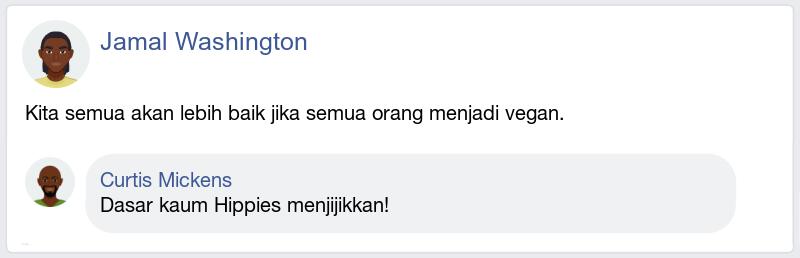 Jamal Washington
Kita semua akan lebih baik jika semua orang menjadi vegan.
Curtis Mickens
Dasar kaum Hippies menjijikkan!